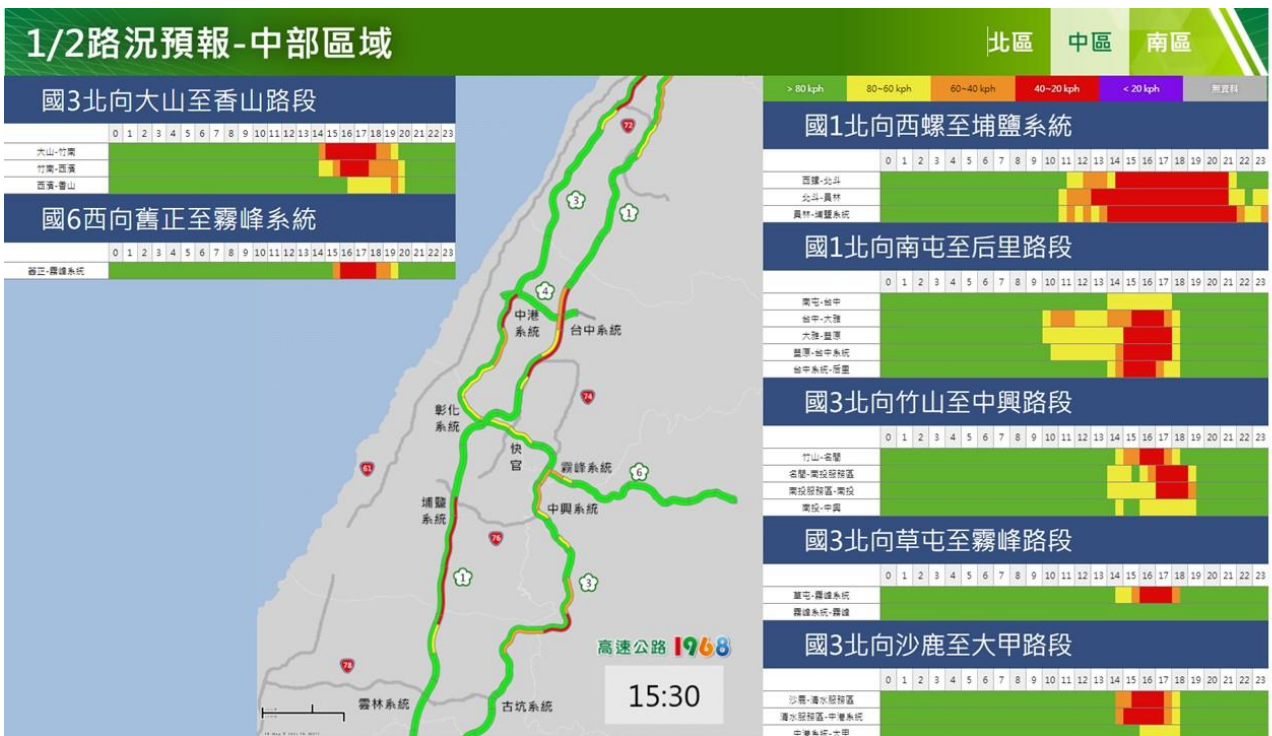 1/2路況預報-中部區域
北區 中區 南區
國3北向大山至香山路段
0 1 2 3 4 5 6 7 8 9 10 11 12 13 14 15 16 17 18 19 20 21 22 23
大山-竹南
竹南-西濱
西濱-香山
國6西向舊正至霧峰系統
0 1 2 3 4 5 6 7 8 9 10 11 12 13 14 15 16 17 18 19 20 21 22 23
舊正-霧峰系統
72
3
1
4
中港
系統
台中系統
74
彰化
系統
快
官
61
霧峰系統
6
中興系統
埔鹽
系統
76
1
3
高速公路1968
78
雲林系統
古坑系統
15:30
> 80 kph 80~60 kph 60~40 kph 40~20 kph < 20 kph 無資料
國1北向西螺至埔鹽系統
0 1 2 3 4 5 6 7 8 9 10 11 12 13 14 15 16 17 18 19 20 21 22 23
西螺-北斗
北斗-員林
員林-埔鹽系統
國1北向南屯至后里路段
0 1 2 3 4 5 6 7 8 9 10 11 12 13 14 15 16 17 18 19 20 21 22 23
南屯-台中
台中-大雅
大雅-豐原
豐原-台中系統
台中系統-后里
國3北向竹山至中興路段
0 1 2 3 4 5 6 7 8 9 10 11 12 13 14 15 16 17 18 19 20 21 22 23
竹山-名間
名間-南投服務區
南投服務區-南投
南投-中興
國3北向草屯至霧峰路段
0 1 2 3 4 5 6 7 8 9 10 11 12 13 14 15 16 17 18 19 20 21 22 23
草屯-霧峰系統
霧峰系統-霧峰
國3北向沙鹿至大甲路段
0 1 2 3 4 5 6 7 8 9 10 11 12 13 14 15 16 17 18 19 20 21 22 23
沙鹿-清水服務區
清水服務區-中港系統
中港系統-大甲